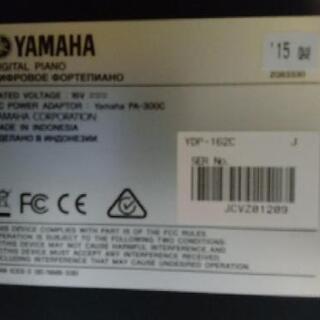 YAMAHA
DIGITAL PIANO
ЦИФРОВОЕ ФОРТЕПИАНО
RATED VOLTAGE : 16V
DC POWER ADAPTOR : Yamaha PA-300C
YAMAHA CORPORATION
MADE IN INDONESIA
СДЕЛАНО В ИНДОНЕЗИИ
'15
YDP-162C J
SER No.
JCVZ01209
FC CE
THIS DEVICE COMPLIES WITH PART 15 OF THE FCC RULES.
OPERATION IS SUBJECT TO THE FOLLOWING TWO CONDITIONS:
(1) THIS DEVICE MAY NOT CAUSE HARMFUL INTERFERENCE, AND
(2) THIS DEVICE MUST ACCEPT ANY INTERFERENCE RECEIVED,
INCLUDING INTERFERENCE THAT MAY CAUSE UNDESIRED OPERATION.